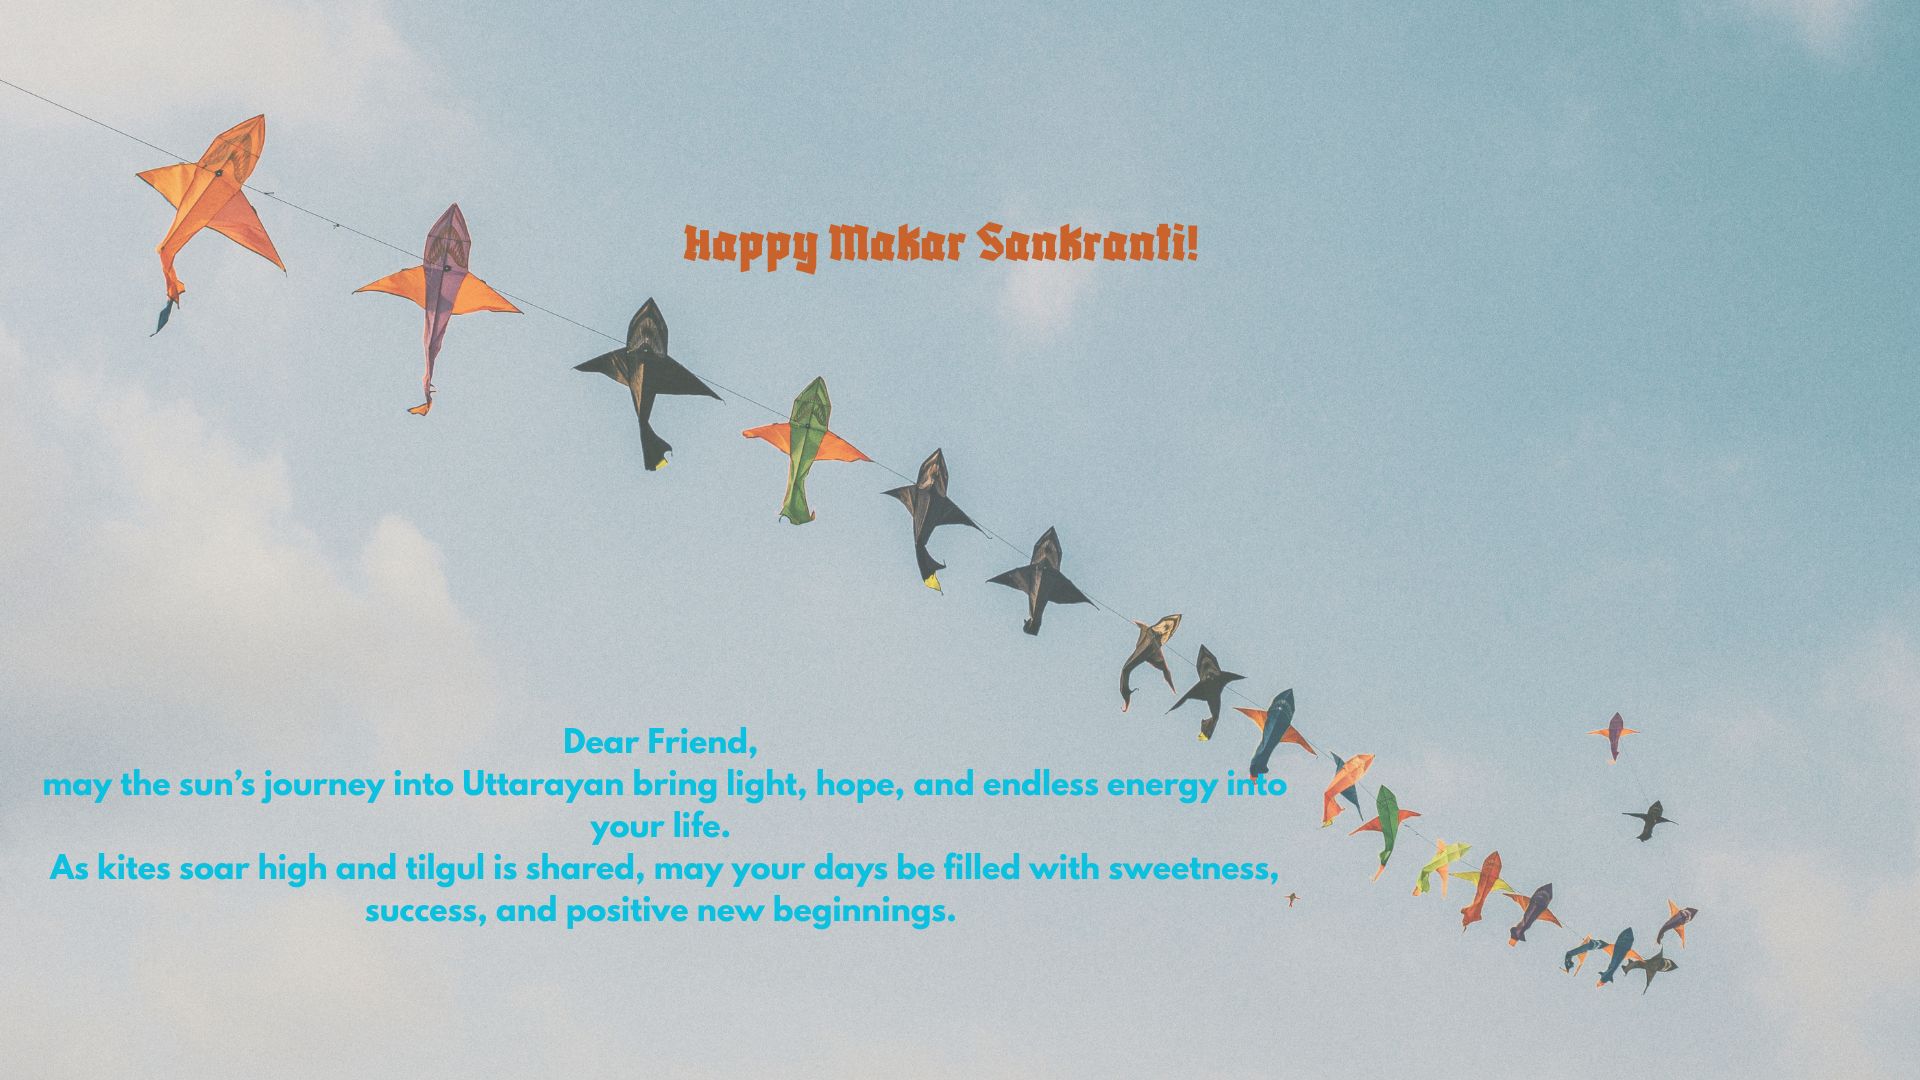 Happy Makar Sankranti!
Dear Friend,
may the sun’s journey into Uttarayan bring light, hope, and endless energy into
your life.
As kites soar high and tilgul is shared, may your days be filled with sweetness,
success, and positive new beginnings.